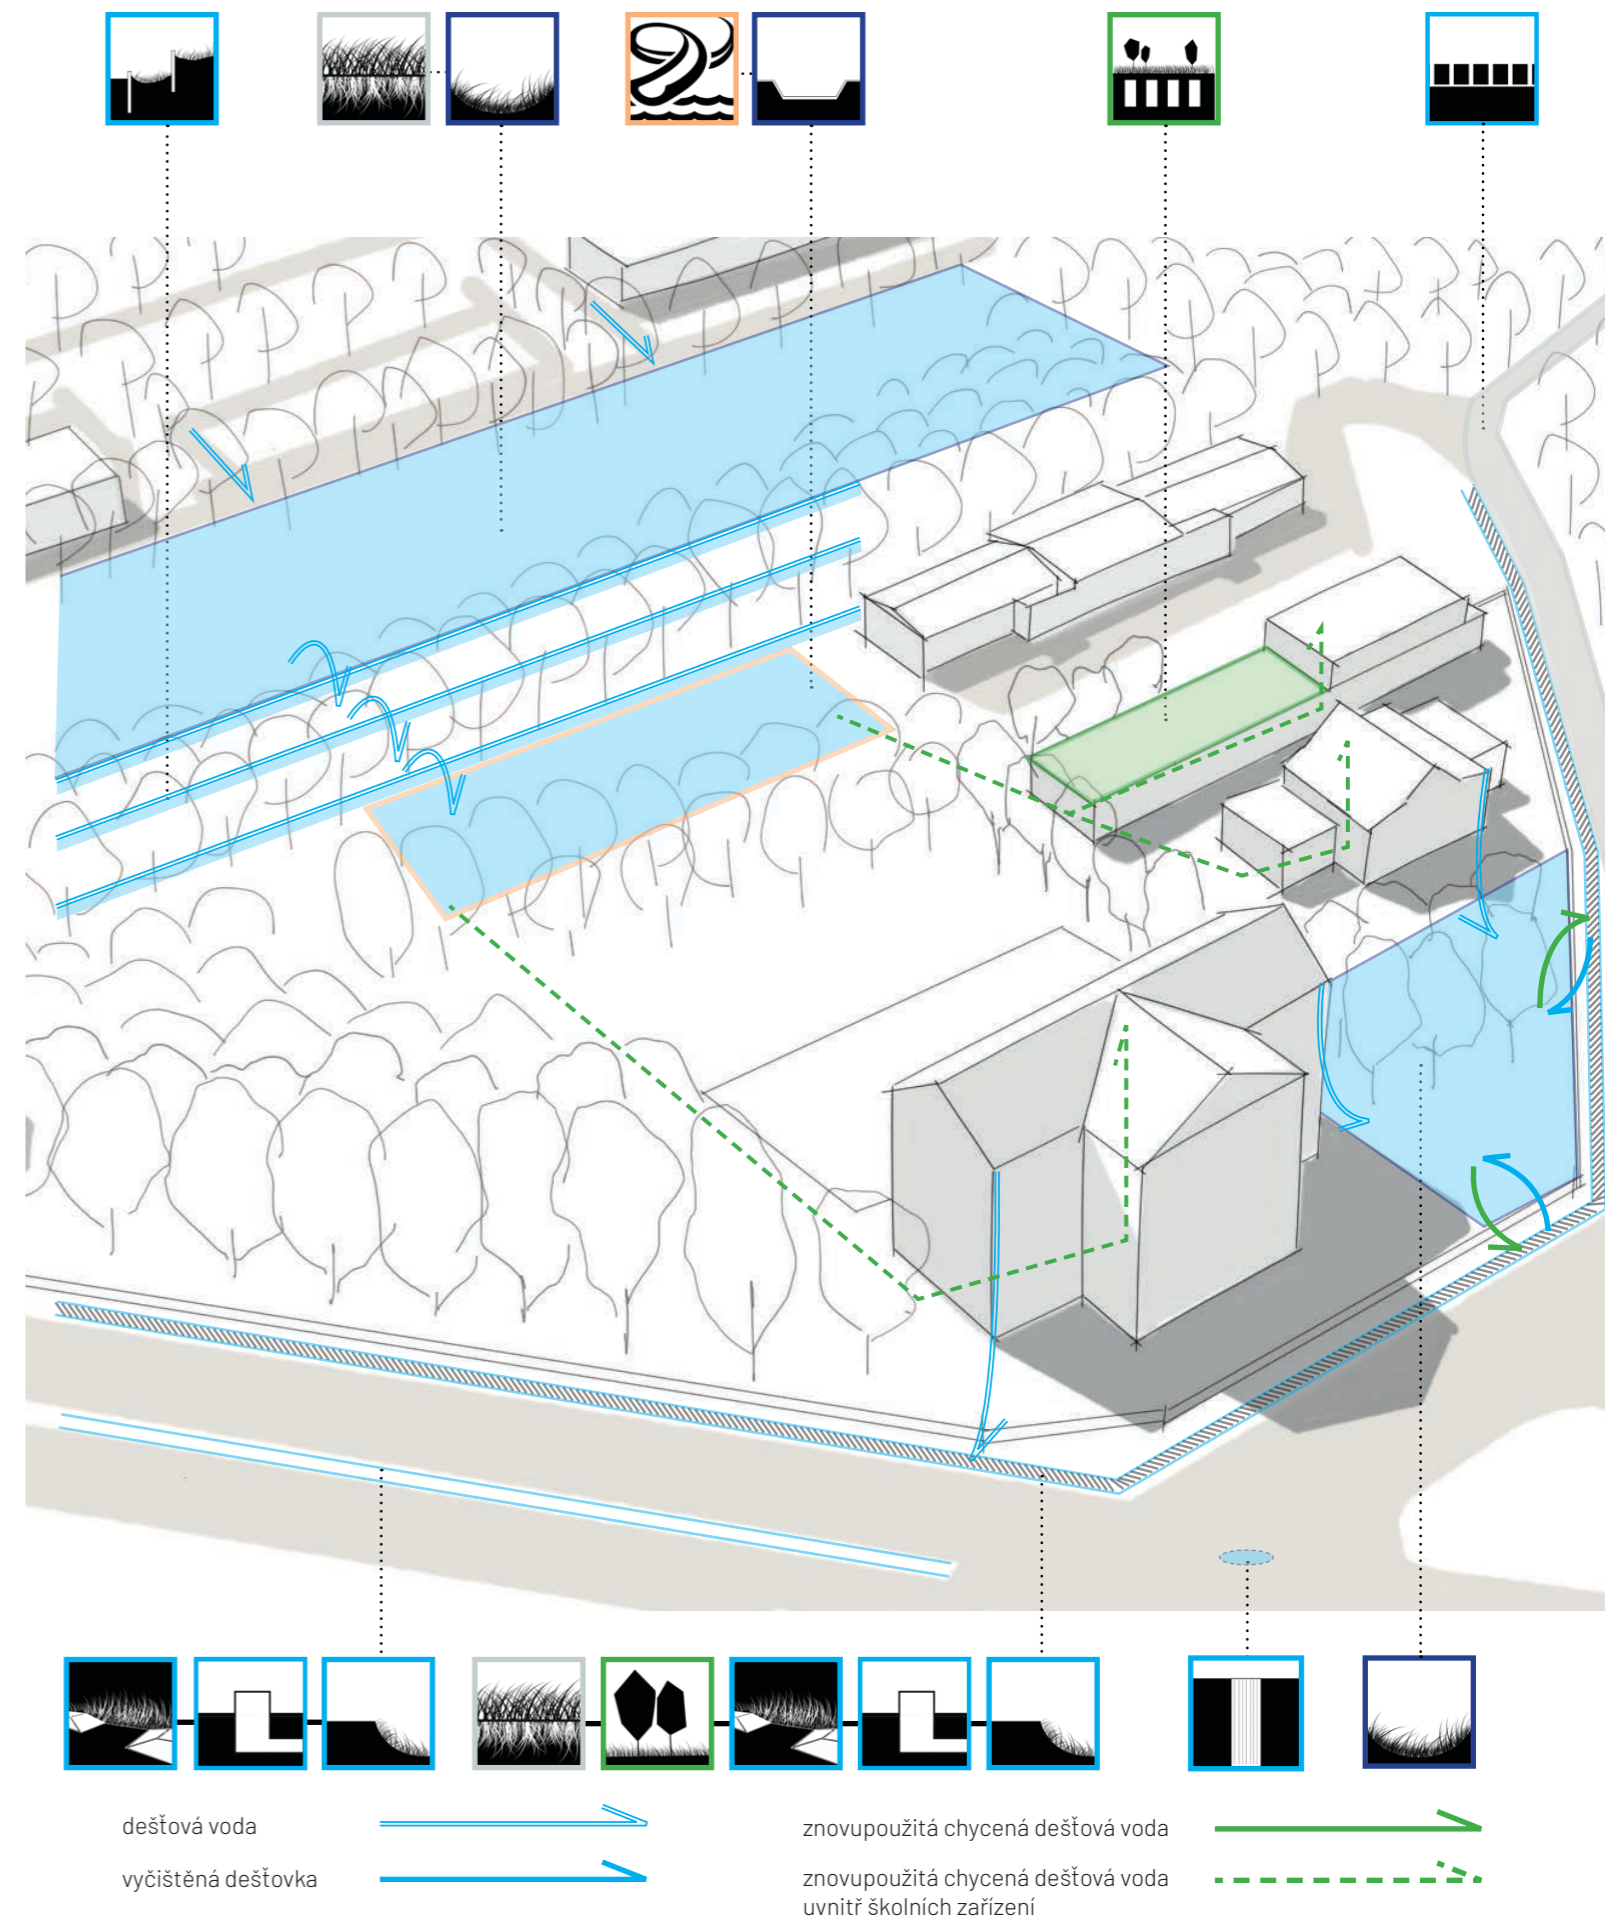 dešťová voda
vyčištěná dešťovka
znovupoužitá chycená dešťová voda
znovupoužitá chycená dešťová voda
uvnitř školních zařízení